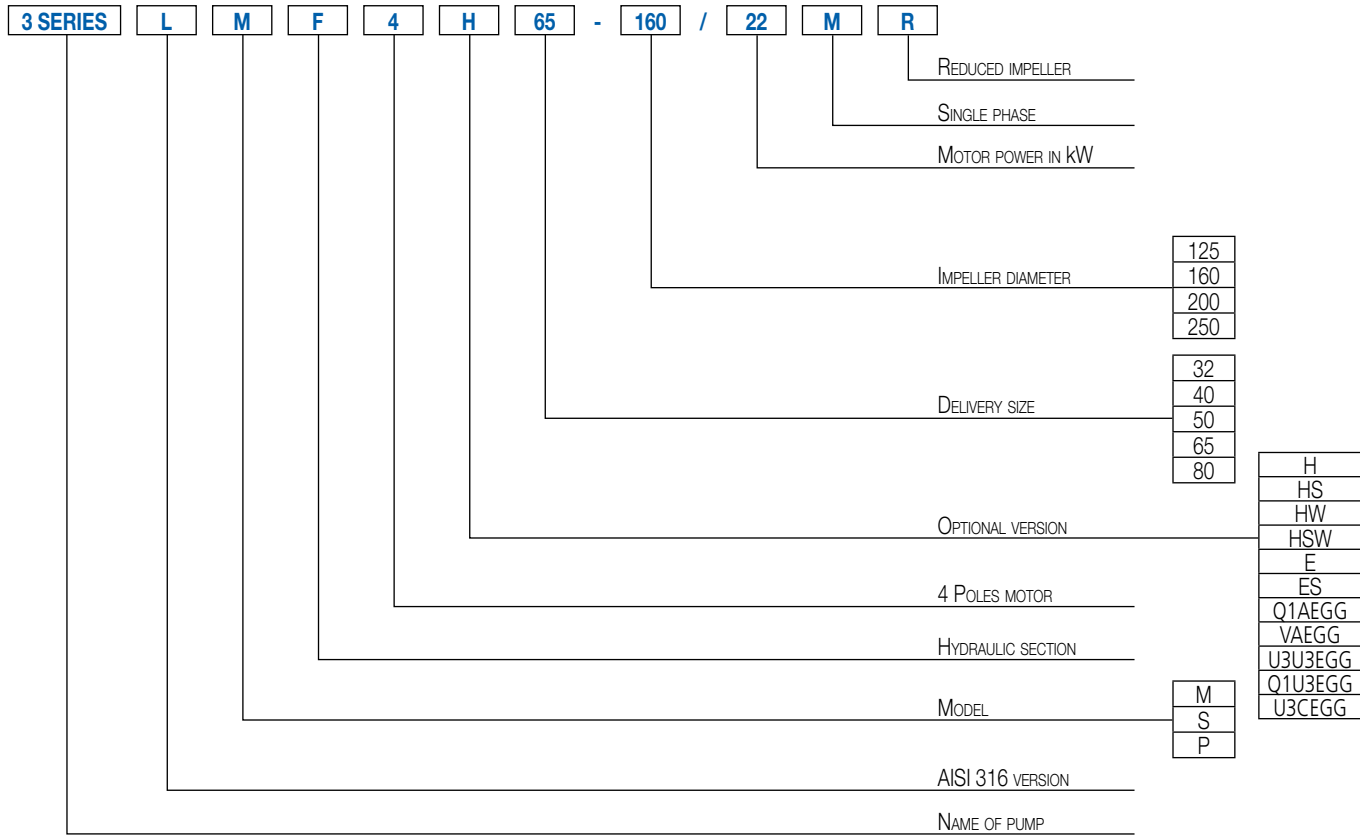 3 SERIES L M F 4 H 65 - 160 / 22 M R
REDUCED IMPELLER
SINGLE PHASE
MOTOR POWER IN kW
125
IMPELLER DIAMETER 160
200
250
32
40
DELIVERY SIZE 50
65
80
H
HS
HW
OPTIONAL VERSION HSW
E
ES
4 POLES MOTOR Q1AEGG
VAEGG
HYDRAULIC SECTION U3U3EGG
Q1U3EGG
MODEL M U3CEGG
S
P
AISI 316 VERSION
NAME OF PUMP